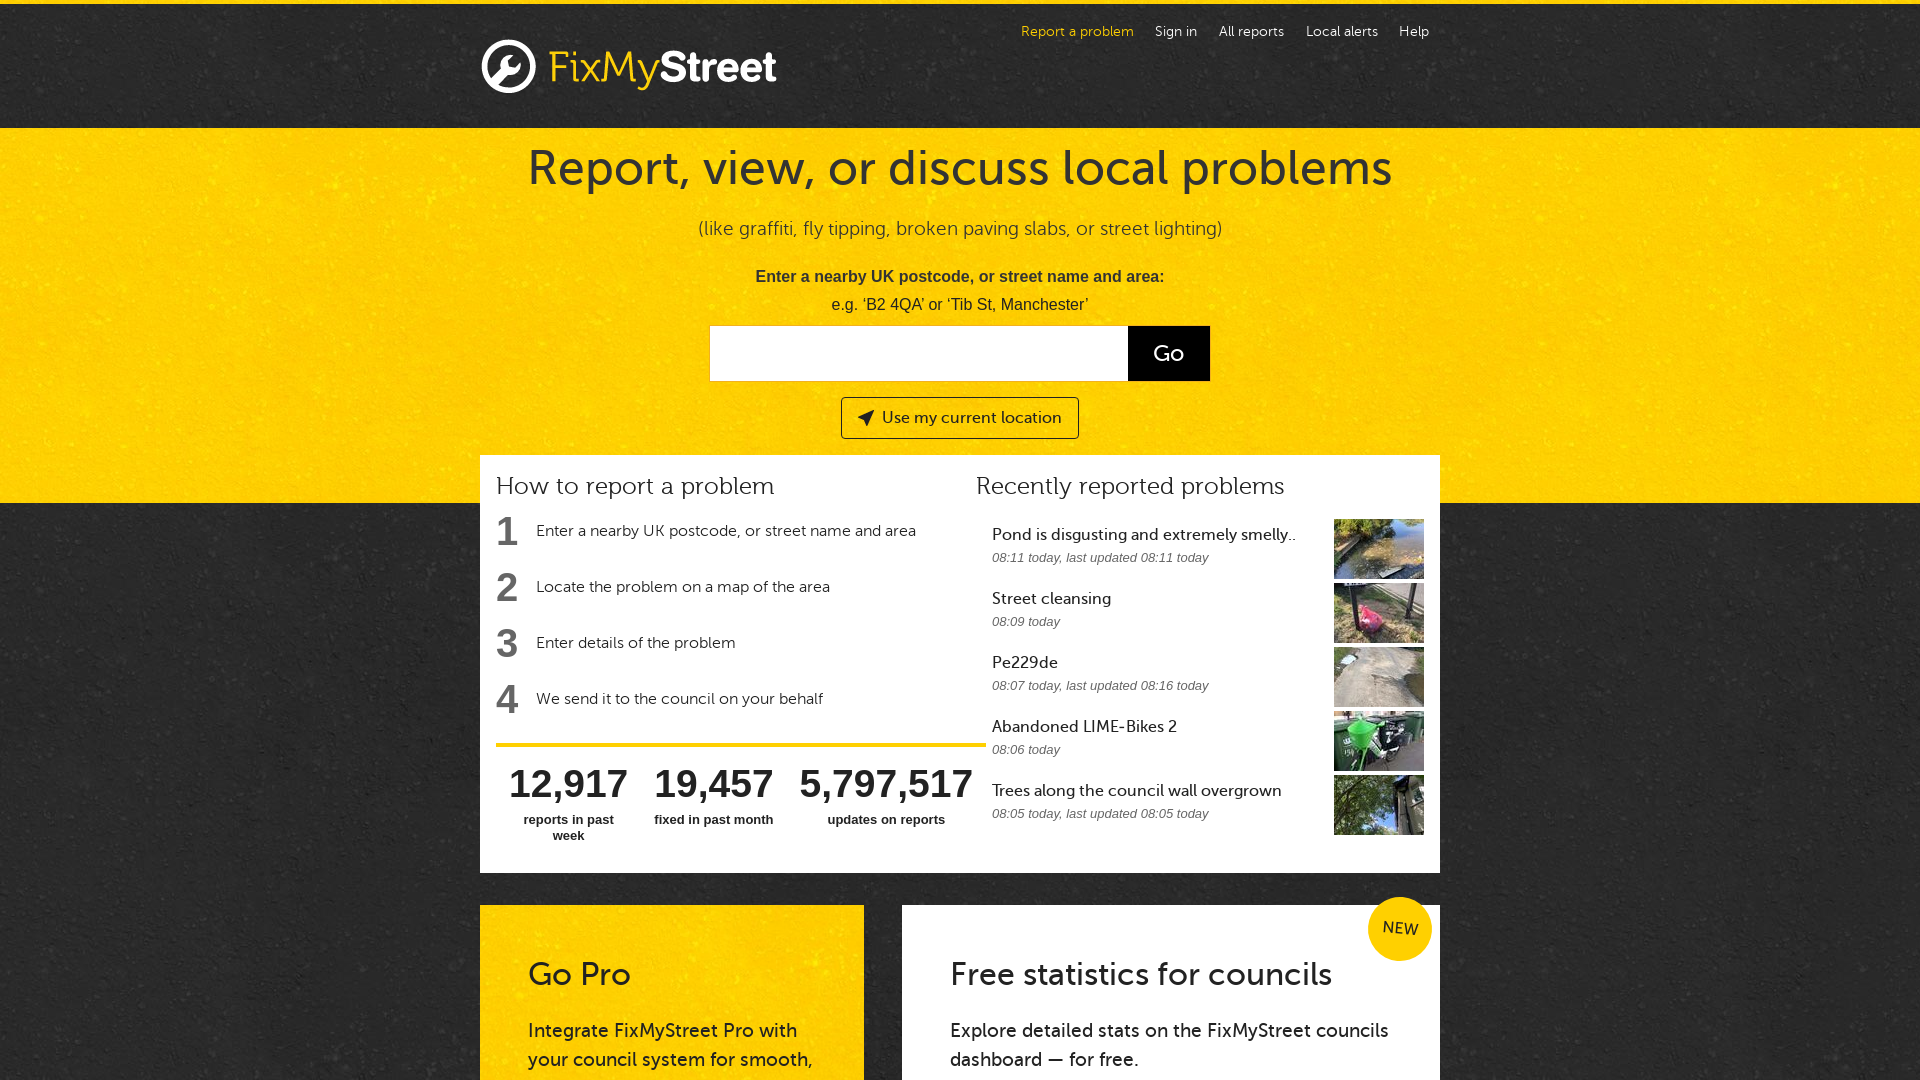 Report a problem
Sign in
All reports
Local alerts
Help
FixMyStreet
Report, view, or discuss local problems
(like graffiti, fly tipping, broken paving slabs, or street lighting)
Enter a nearby UK postcode, or street name and area:
e.g. ‘B2 4QA’ or ‘Tib St, Manchester’
Go
Use my current location
How to report a problem
1 Enter a nearby UK postcode, or street name and area
2 Locate the problem on a map of the area
3 Enter details of the problem
4 We send it to the council on your behalf
12,917
reports in past
week
19,457
fixed in past month
5,797,517
updates on reports
Recently reported problems
Pond is disgusting and extremely smelly..
08:11 today, last updated 08:11 today
Street cleansing
08:09 today
Pe229de
08:07 today, last updated 08:16 today
Abandoned LIME-Bikes 2
08:06 today
Trees along the council wall overgrown
08:05 today, last updated 08:05 today
Go Pro
Integrate FixMyStreet Pro with
your council system for smooth,
NEW
Free statistics for councils
Explore detailed stats on the FixMyStreet councils
dashboard — for free.